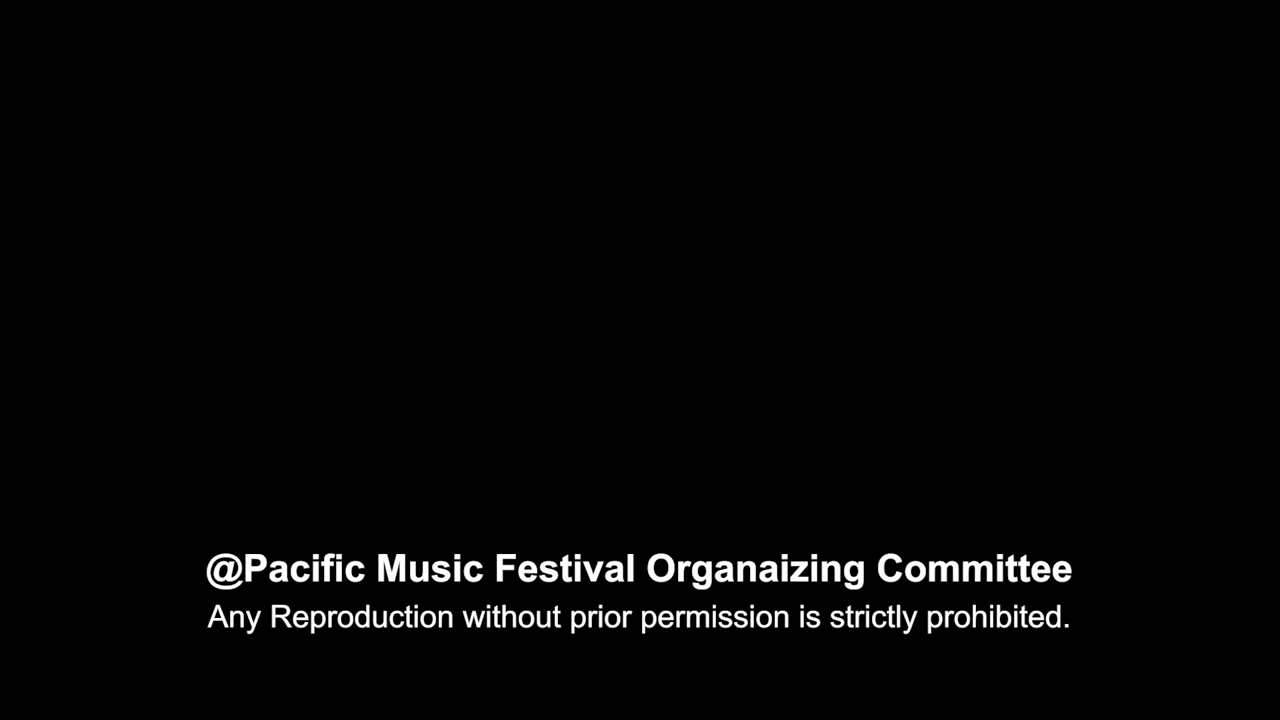 @Pacific Music Festival Organaizing Committee
Any Reproduction without prior permission is strictly prohibited.